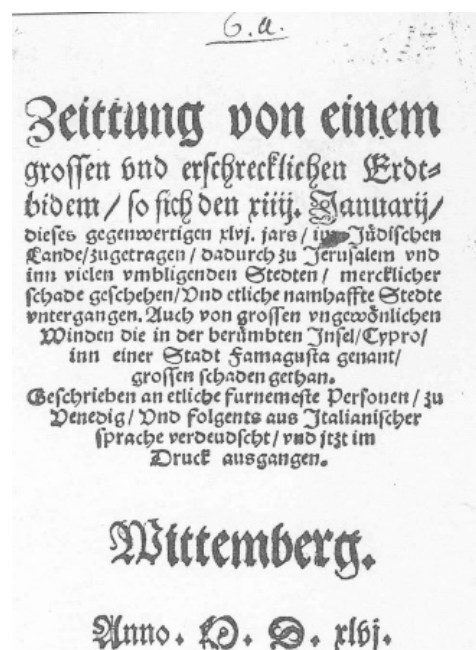 6. a.
Zeittung von einem
grossen vnd erschrecklichen Erdt-
bidem / so sich den xiiij. Januarij /
dieses gegenwertigen xlvj. jars / im Jüdischen
Lande / zugetragen / dadurch zu Jerusalem vnd
inn vielen vmbligenden Stedten / mercklicher
schade geschehen / Vnd etliche namhaffte Stedte
vntergangen. Auch von grossen vngewönlichen
Winden die in der berümbten Insel / Cypro /
inn einer Stadt Famagusta genant /
grossen schaden gethan.
Geschrieben an etliche furnemeste Personen / zu
Venedig / Vnd folgents aus Italianischer
sprache verdeudscht / vnd jtzt im
Druck ausgangen.
Wittemberg.
Anno. M. D. xlvj.